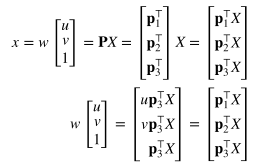 x = w [u v 1] = PX = [p₁ᵀ p₂ᵀ p₃ᵀ] X = [p₁ᵀX p₂ᵀX p₃ᵀX]
w [u v 1] = [up₃ᵀX vp₃ᵀX p₃ᵀX] = [p₁ᵀX p₂ᵀX p₃ᵀX]